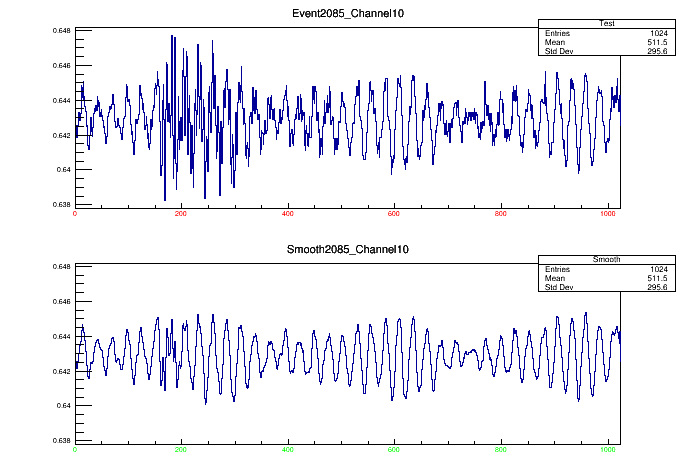 Event2085_Channel10
Test
Entries 1024
Mean 511.5
Std Dev 295.6
0.648
0.646
0.644
0.642
0.64
0.638
0 200 400 600 800 1000
Smooth2085_Channel10
Smooth
Entries 1024
Mean 511.5
Std Dev 295.6
0.648
0.646
0.644
0.642
0.64
0.638
0 200 400 600 800 1000